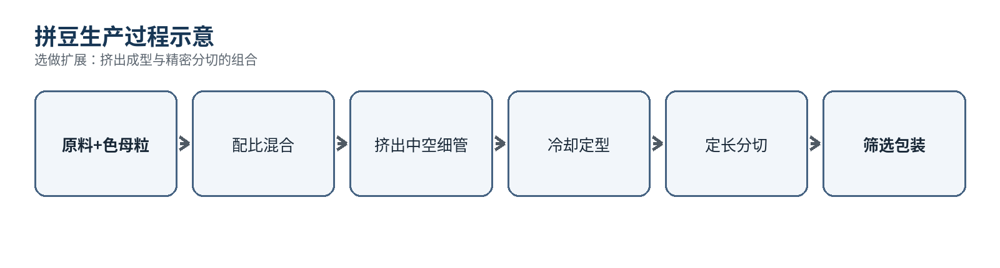 拼豆生产过程示意
选做扩展：挤出成型与精密分切的组合
原料+色母粒
配比混合
挤出中空细管
冷却定型
定长分切
筛选包装